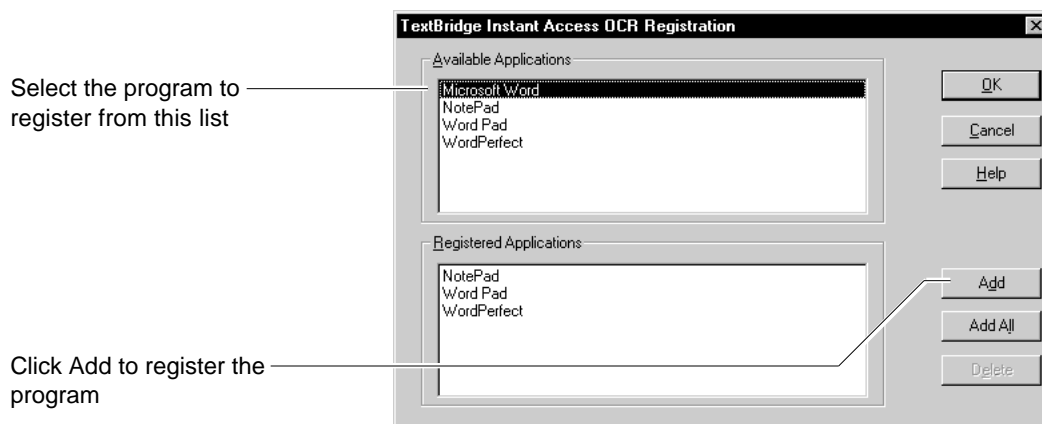 TextBridge Instant Access OCR Registration
Available Applications
Select the program to
register from this list
Microsoft Word
NotePad
Word Pad
WordPerfect
OK
Cancel
Help
Registered Applications
NotePad
Word Pad
WordPerfect
Add
Add All
Delete
Click Add to register the
program